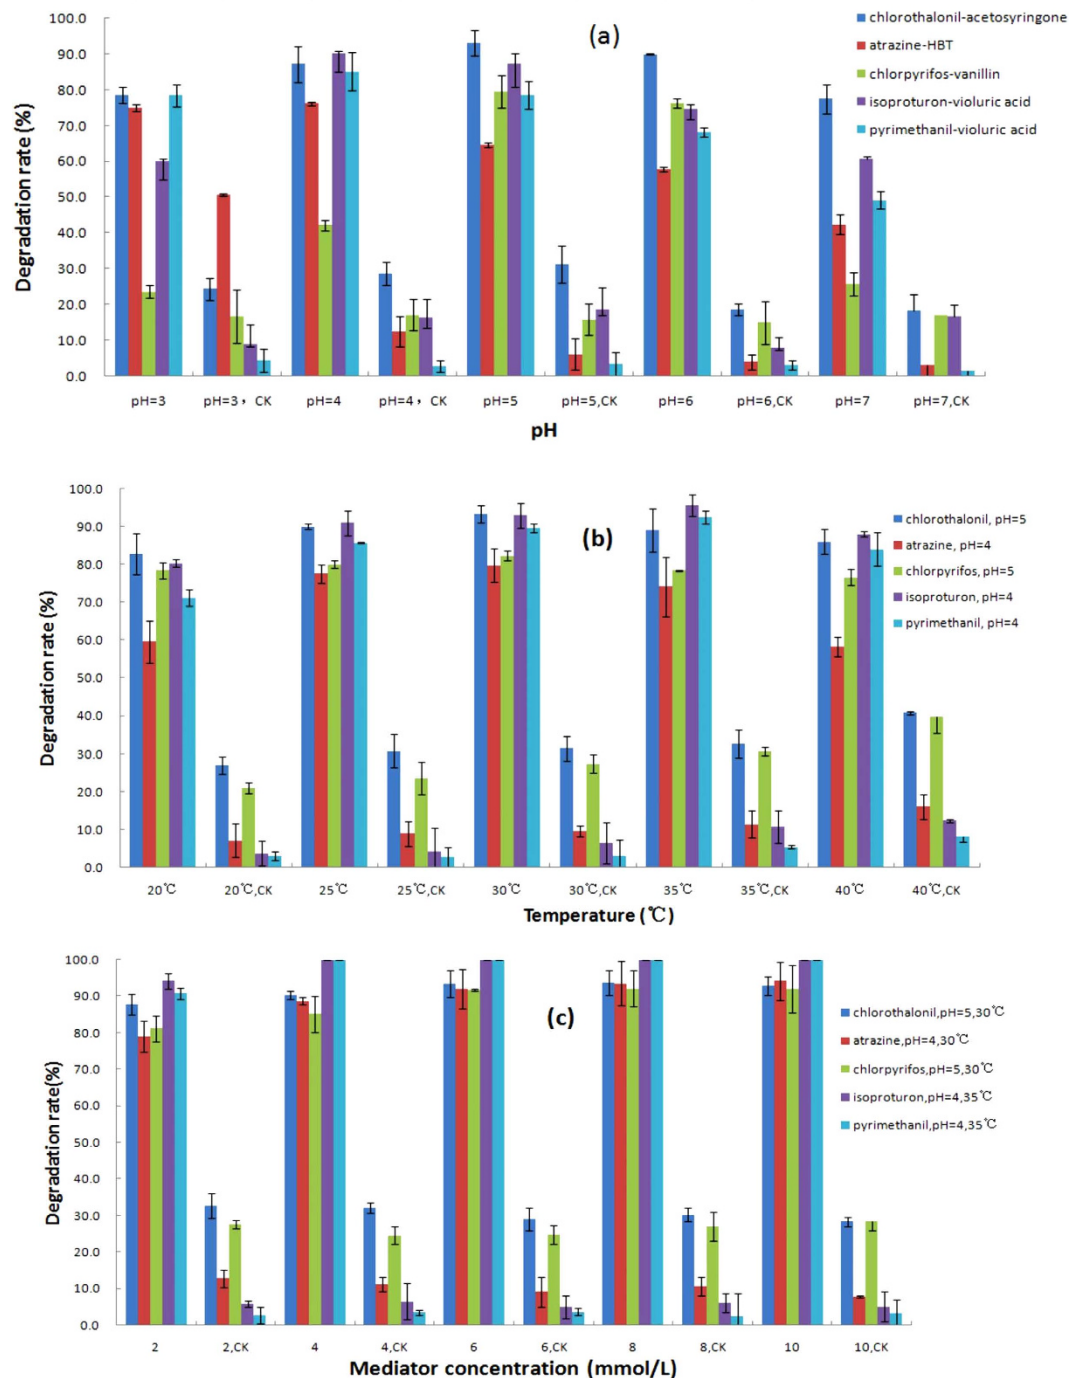 100.0
90.0
80.0
70.0
60.0
50.0
40.0
30.0
20.0
10.0
0.0
Degradation rate (%)
(a)
chlorothalonil-acetosyringone
atrazine-HBT
chlorpyrifos-vanillin
isoproturon-violuric acid
pyrimethanil-violuric acid
pH=3 pH=3，CK pH=4 pH=4，CK pH=5 pH=5,CK pH=6 pH=6,CK pH=7 pH=7,CK
pH
100.0
90.0
80.0
70.0
60.0
50.0
40.0
30.0
20.0
10.0
0.0
Degradation rate (%)
(b)
chlorothalonil, pH=5
atrazine, pH=4
chlorpyrifos, pH=5
isoproturon, pH=4
pyrimethanil, pH=4
20℃ 20℃,CK 25℃ 25℃,CK 30℃ 30℃,CK 35℃ 35℃,CK 40℃ 40℃,CK
Temperature (℃)
100.0
90.0
80.0
70.0
60.0
50.0
40.0
30.0
20.0
10.0
0.0
Degradation rate(%)
(c)
chlorothalonil,pH=5,30℃
atrazine,pH=4,30℃
chlorpyrifos,pH=5,30℃
isoproturon,pH=4,35℃
pyrimethanil,pH=4,35℃
2 2,CK 4 4,CK 6 6,CK 8 8,CK 10 10,CK
Mediator concentration (mmol/L)